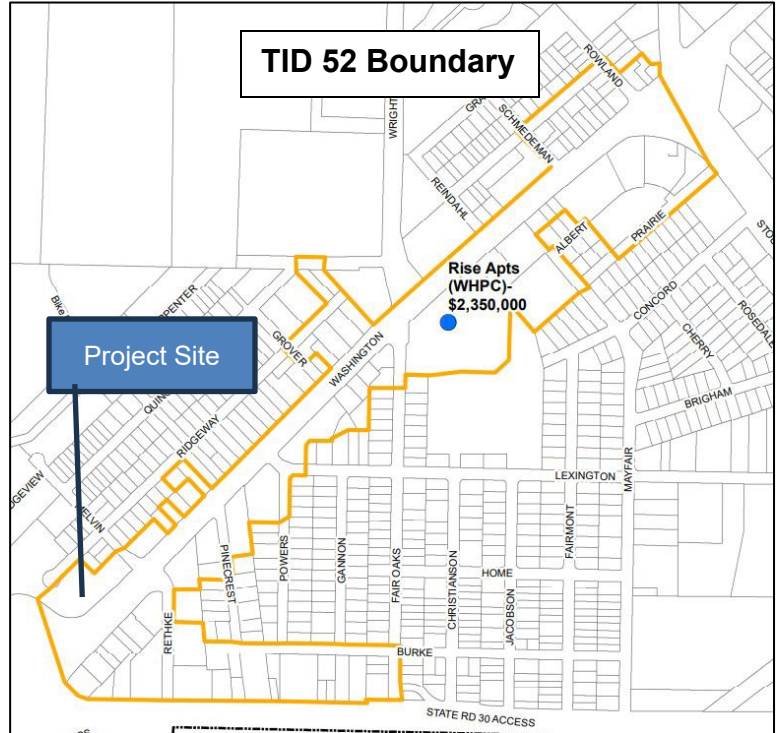 TID 52 Boundary
ROWLAND
WRIGHT
SCHMEDEMAN
REINDAHL
PRAIRIE
ALBERT
Rise Apts
(WHPC)-
$2,350,000
CONCORD
ROSEDALE
CHERRY
BRIGHAM
GROVER
WASHINGTON
Project Site
RIDGEWAY
LEXINGTON
MAYFAIR
FAIRMONT
PINECREST
POWERS
GANNON
FAIR OAKS
CHRISTIANSON
HOME
JACOBSON
RETHKE
BURKE
STATE RD 30 ACCESS